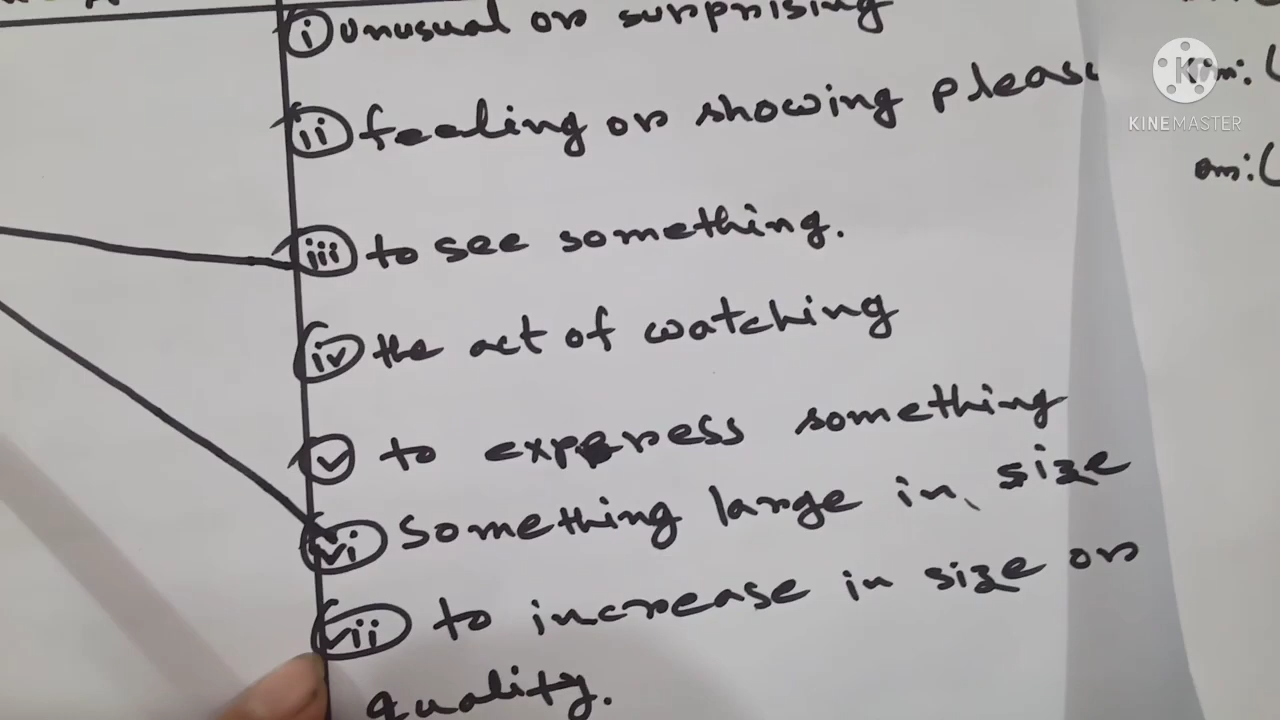 i unusual or surprising
ii feeling or showing pleas
iii to see something.
iv the act of watching
v to express something
vi something large in size
vii to increase in size or
quality.
KINEMASTER